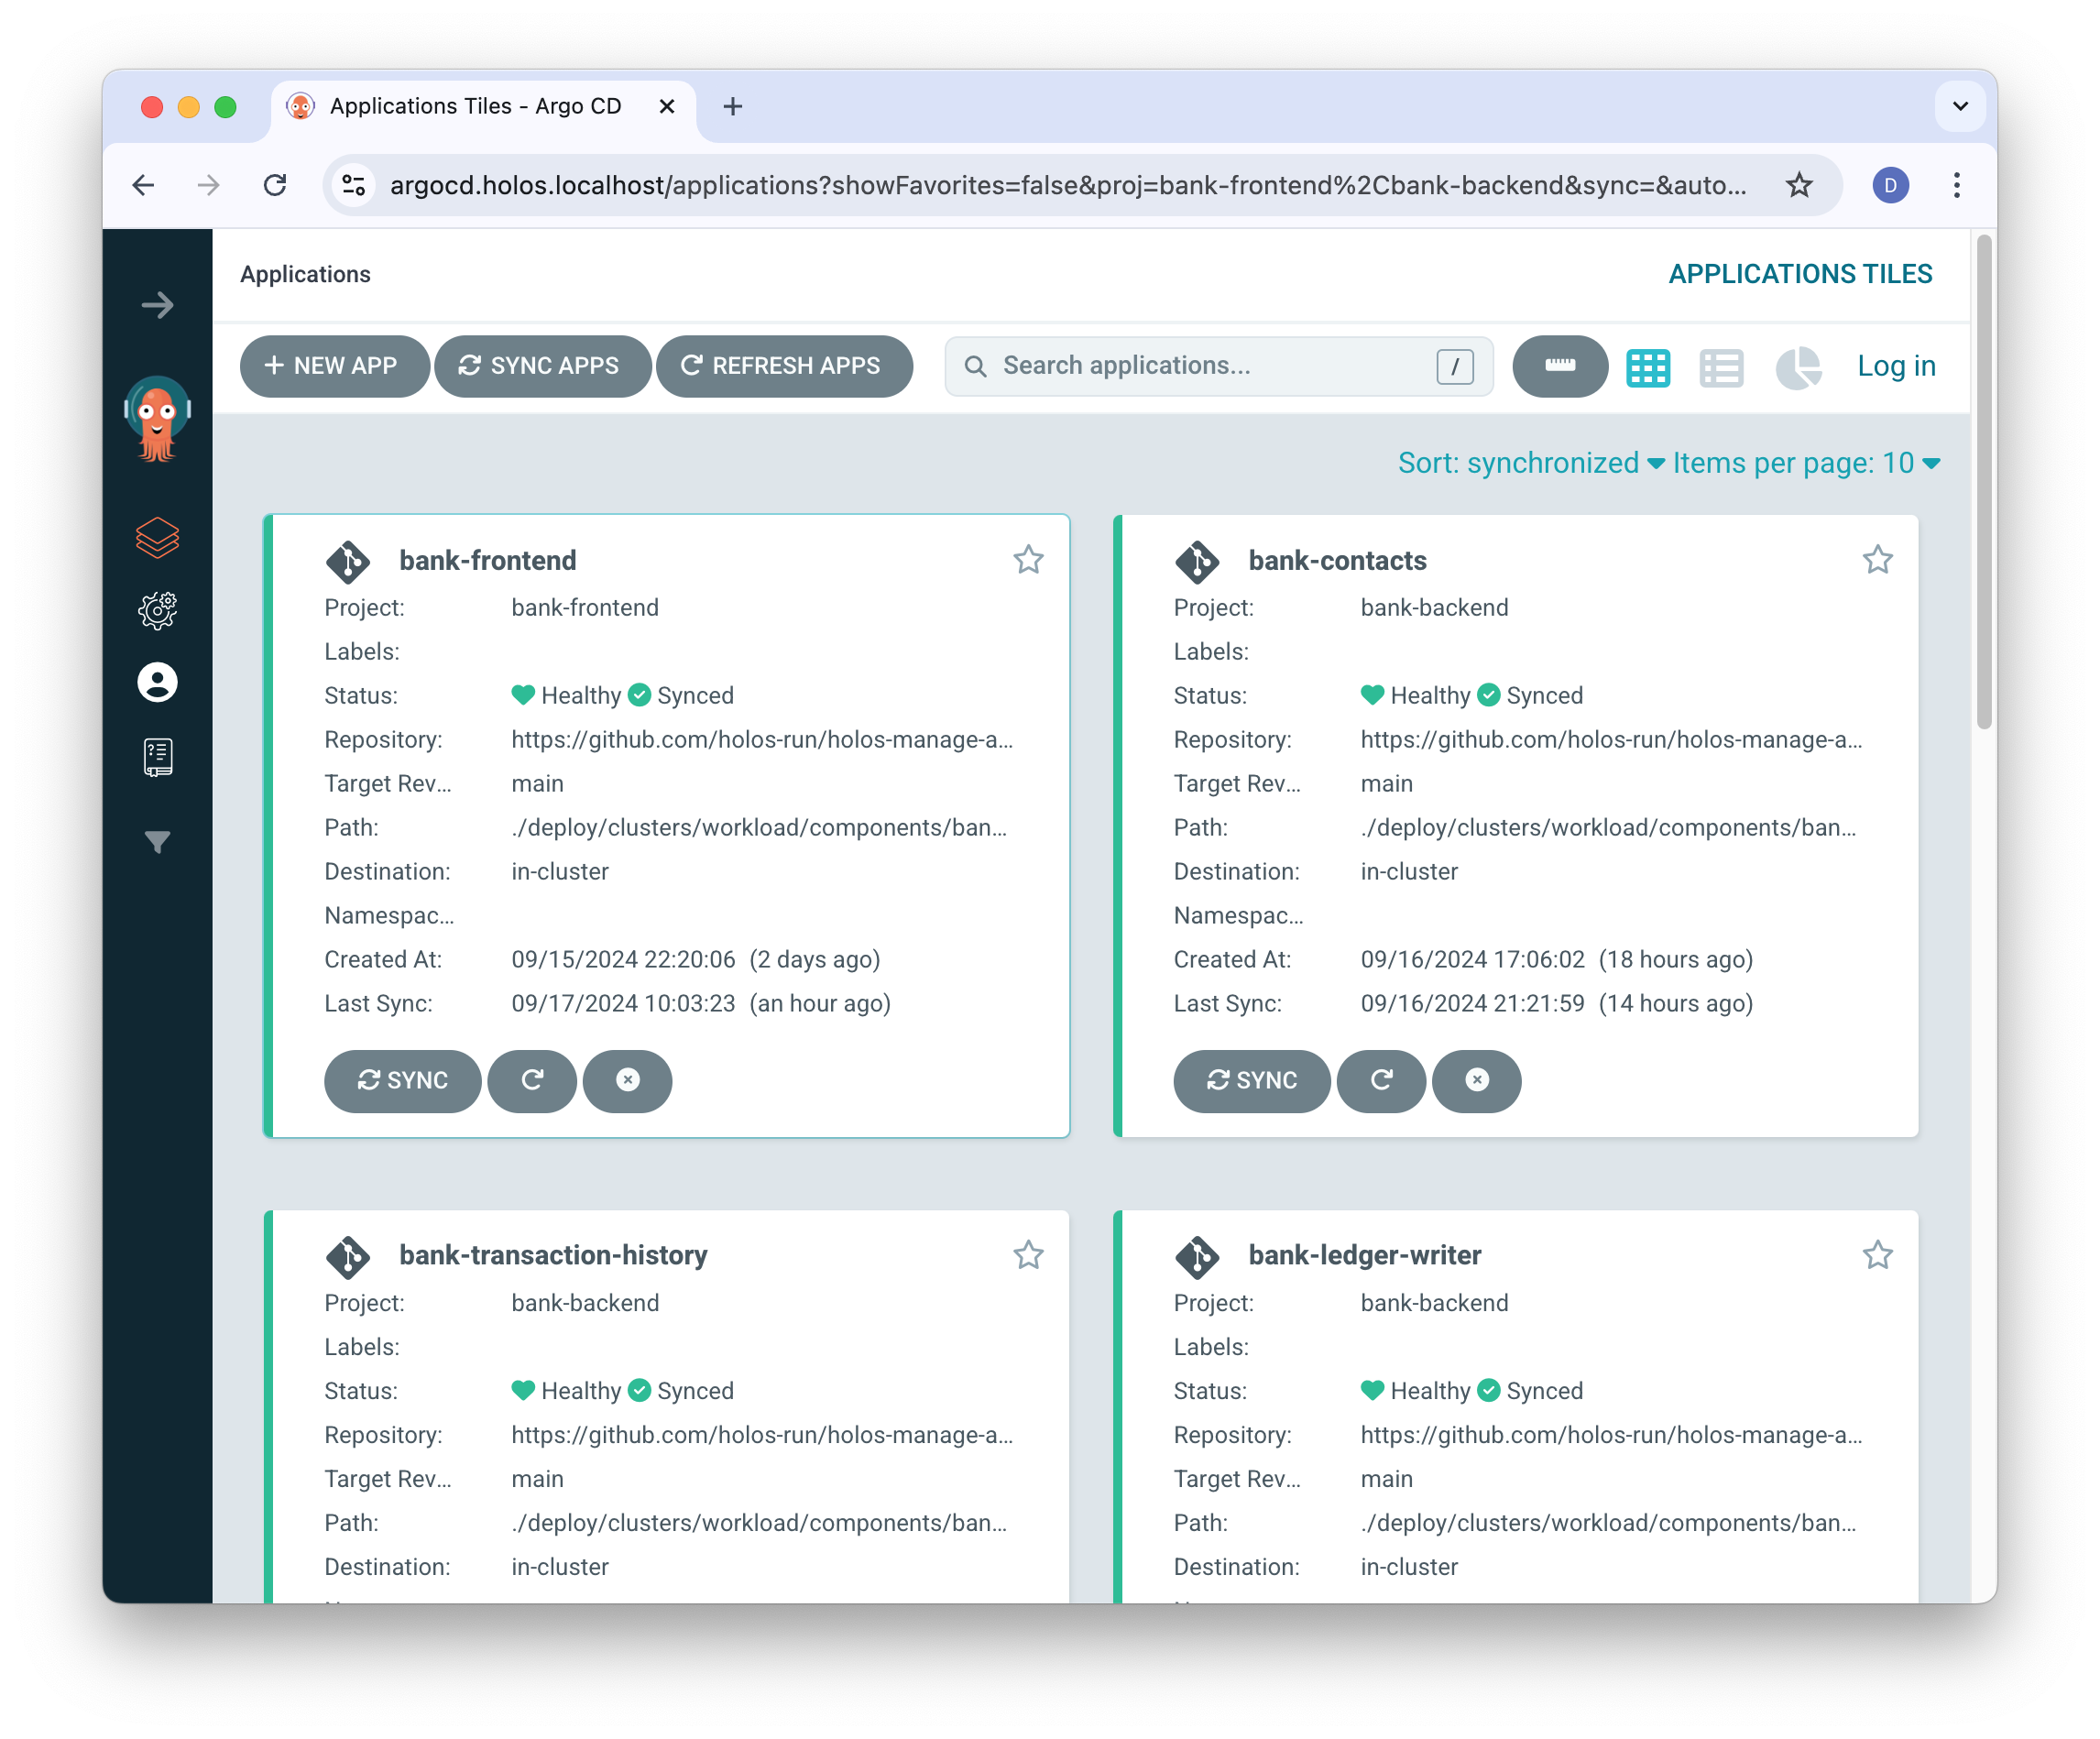 Applications Tiles - Argo CD
argocd.holos.localhost/applications?showFavorites=false&proj=bank-frontend%2Cbank-backend&sync=&auto...
D
Applications
APPLICATIONS TILES
NEW APP
SYNC APPS
REFRESH APPS
Search applications...
/
Log in
Sort: synchronized
Items per page: 10
bank-frontend
Project: bank-frontend
Labels:
Status: Healthy Synced
Repository: https://github.com/holos-run/holos-manage-a...
Target Rev... main
Path: ./deploy/clusters/workload/components/ban...
Destination: in-cluster
Namespac...
Created At: 09/15/2024 22:20:06 (2 days ago)
Last Sync: 09/17/2024 10:03:23 (an hour ago)
SYNC
bank-contacts
Project: bank-backend
Labels:
Status: Healthy Synced
Repository: https://github.com/holos-run/holos-manage-a...
Target Rev... main
Path: ./deploy/clusters/workload/components/ban...
Destination: in-cluster
Namespac...
Created At: 09/16/2024 17:06:02 (18 hours ago)
Last Sync: 09/16/2024 21:21:59 (14 hours ago)
SYNC
bank-transaction-history
Project: bank-backend
Labels:
Status: Healthy Synced
Repository: https://github.com/holos-run/holos-manage-a...
Target Rev... main
Path: ./deploy/clusters/workload/components/ban...
Destination: in-cluster
bank-ledger-writer
Project: bank-backend
Labels:
Status: Healthy Synced
Repository: https://github.com/holos-run/holos-manage-a...
Target Rev... main
Path: ./deploy/clusters/workload/components/ban...
Destination: in-cluster